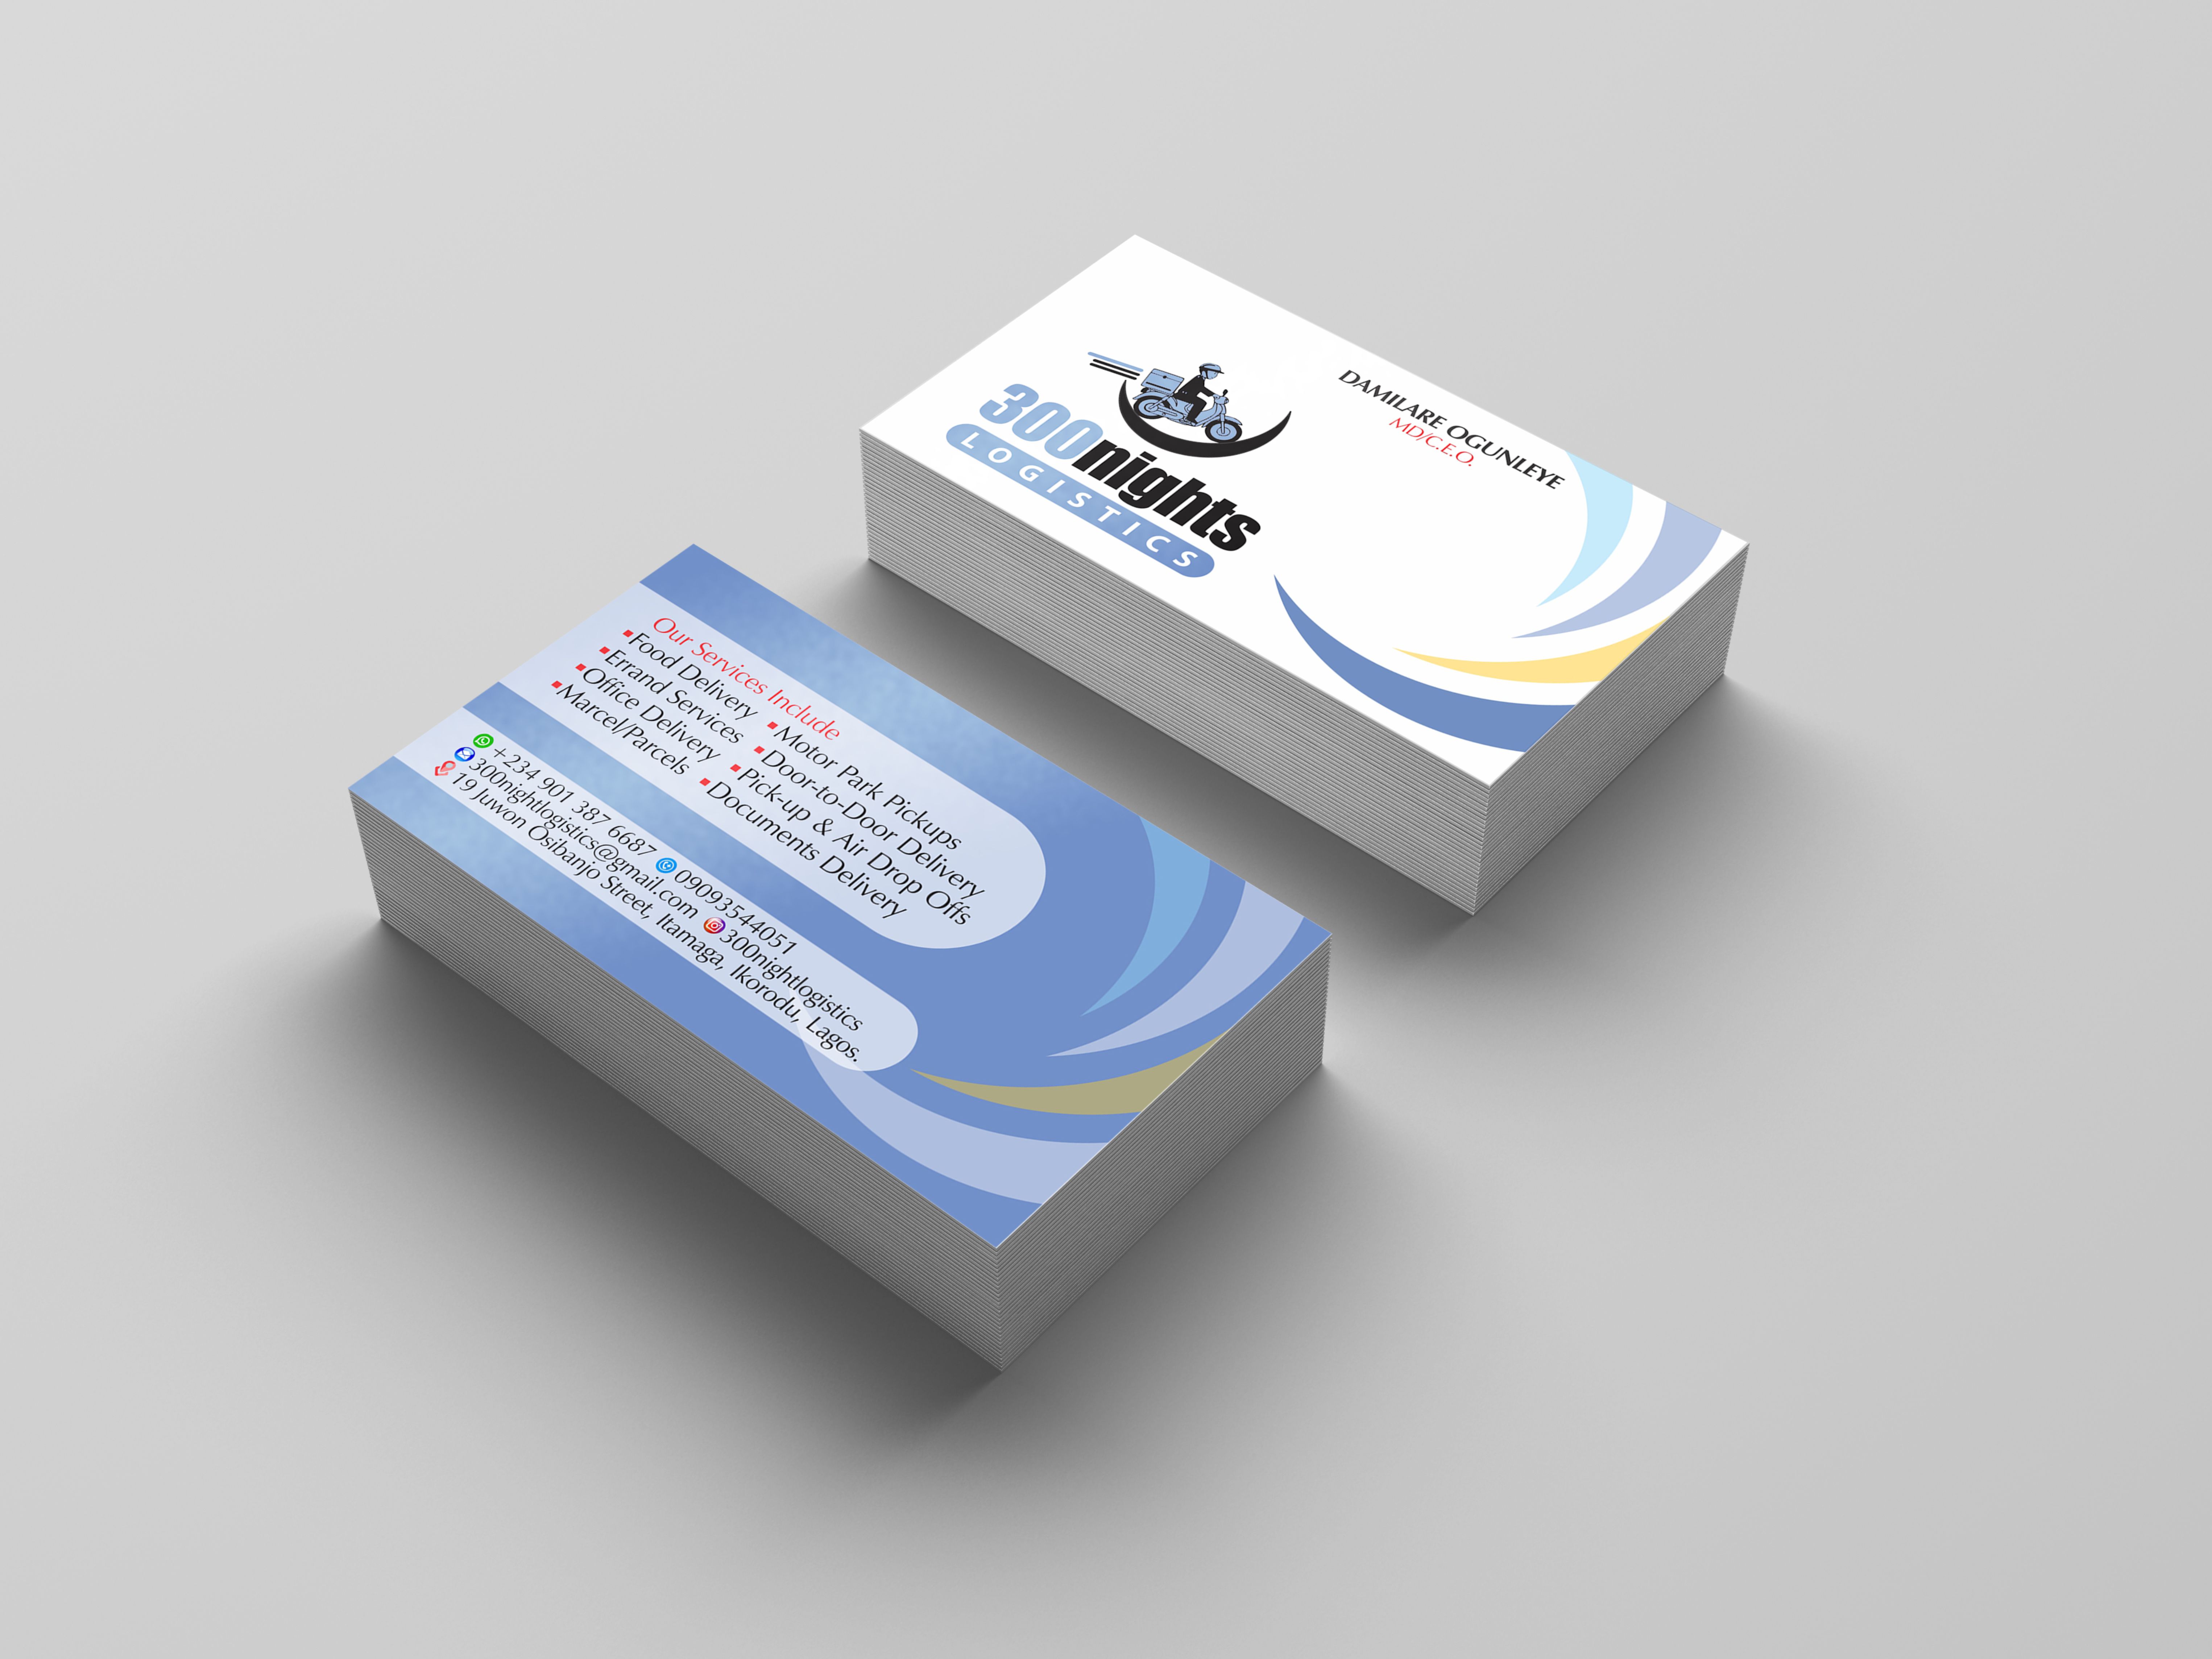 300nights
LOGISTICS
DAMILARE OGUNLEYE
MD/C.E.O.
Our Services Include
Food Delivery
Errand Services
Office Delivery
Marcel/Parcels
Motor Park Pickups
Door-to-Door Delivery
Pick-up & Air Drop Offs
Documents Delivery
+234 901 387 6687 09093544051
300nightlogistics@gmail.com 300nightlogistics
19 Juwon Osibanjo Street, Itamaga, Ikorodu, Lagos.